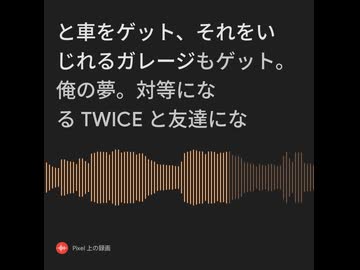 と車をゲット、それをい
じれるガレージもゲット。
俺の夢。対等にな
る TWICE と友達にな
Pixel 上の録画